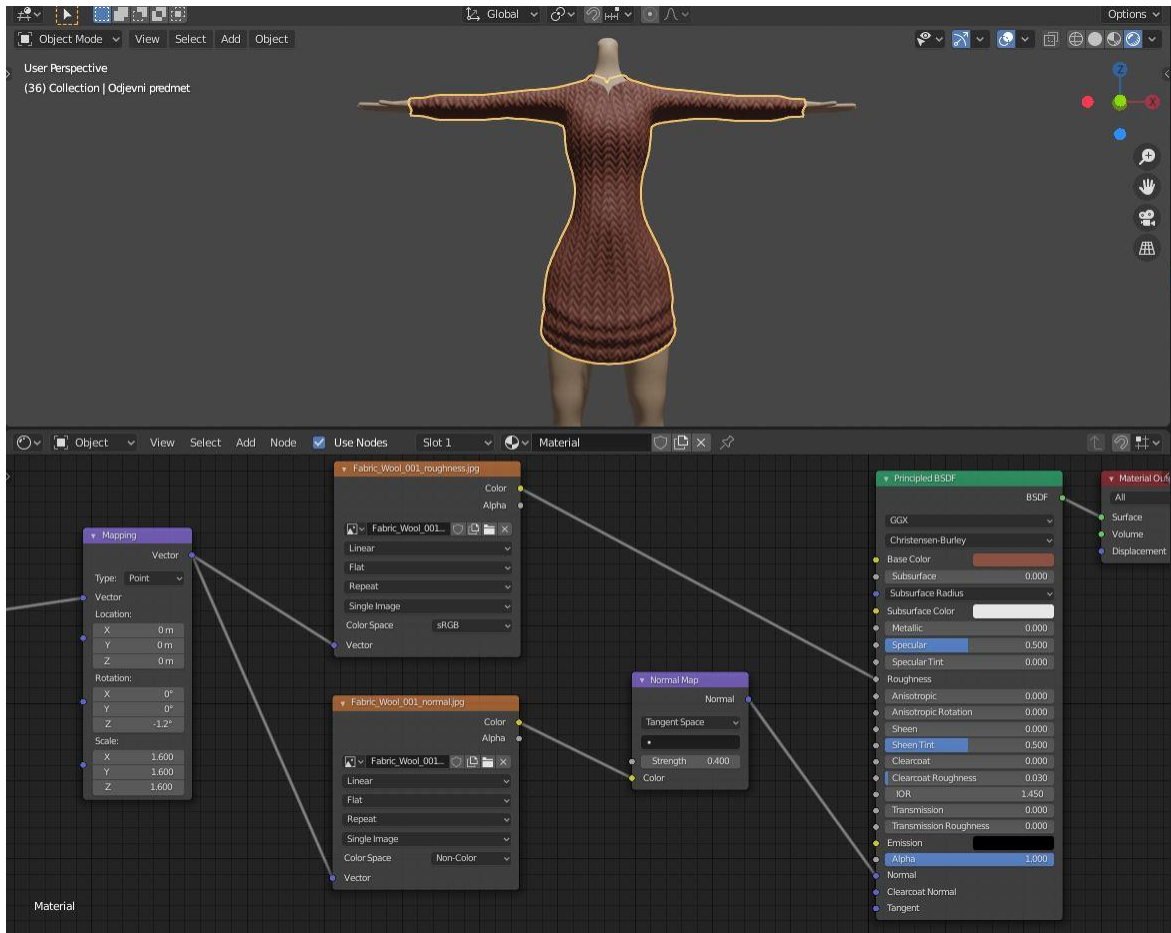 Global
Options
Object Mode View Select Add Object
User Perspective
(36) Collection | Odjevni predmet
Z
X
Object View Select Add Node Use Nodes Slot 1 Material
Mapping
Vector
Type: Point
Vector
Location:
X 0 m
Y 0 m
Z 0 m
Rotation:
X 0°
Y 0°
Z -1.2°
Scale:
X 1.600
Y 1.600
Z 1.600
Fabric_Wool_001_roughness.jpg
Color
Alpha
Fabric_Wool_001...
Linear
Flat
Repeat
Single Image
Color Space sRGB
Vector
Fabric_Wool_001_normal.jpg
Color
Alpha
Fabric_Wool_001...
Linear
Flat
Repeat
Single Image
Color Space Non-Color
Vector
Normal Map
Normal
Tangent Space
Strength 0.400
Color
Principled BSDF
BSDF
GGX
Christensen-Burley
Base Color
Subsurface 0.000
Subsurface Radius
Subsurface Color
Metallic 0.000
Specular 0.500
Specular Tint 0.000
Roughness
Anisotropic 0.000
Anisotropic Rotation 0.000
Sheen 0.000
Sheen Tint 0.500
Clearcoat 0.000
Clearcoat Roughness 0.030
IOR 1.450
Transmission 0.000
Transmission Roughness 0.000
Emission
Alpha 1.000
Normal
Clearcoat Normal
Tangent
Material Out
All
Surface
Volume
Displacement
Material